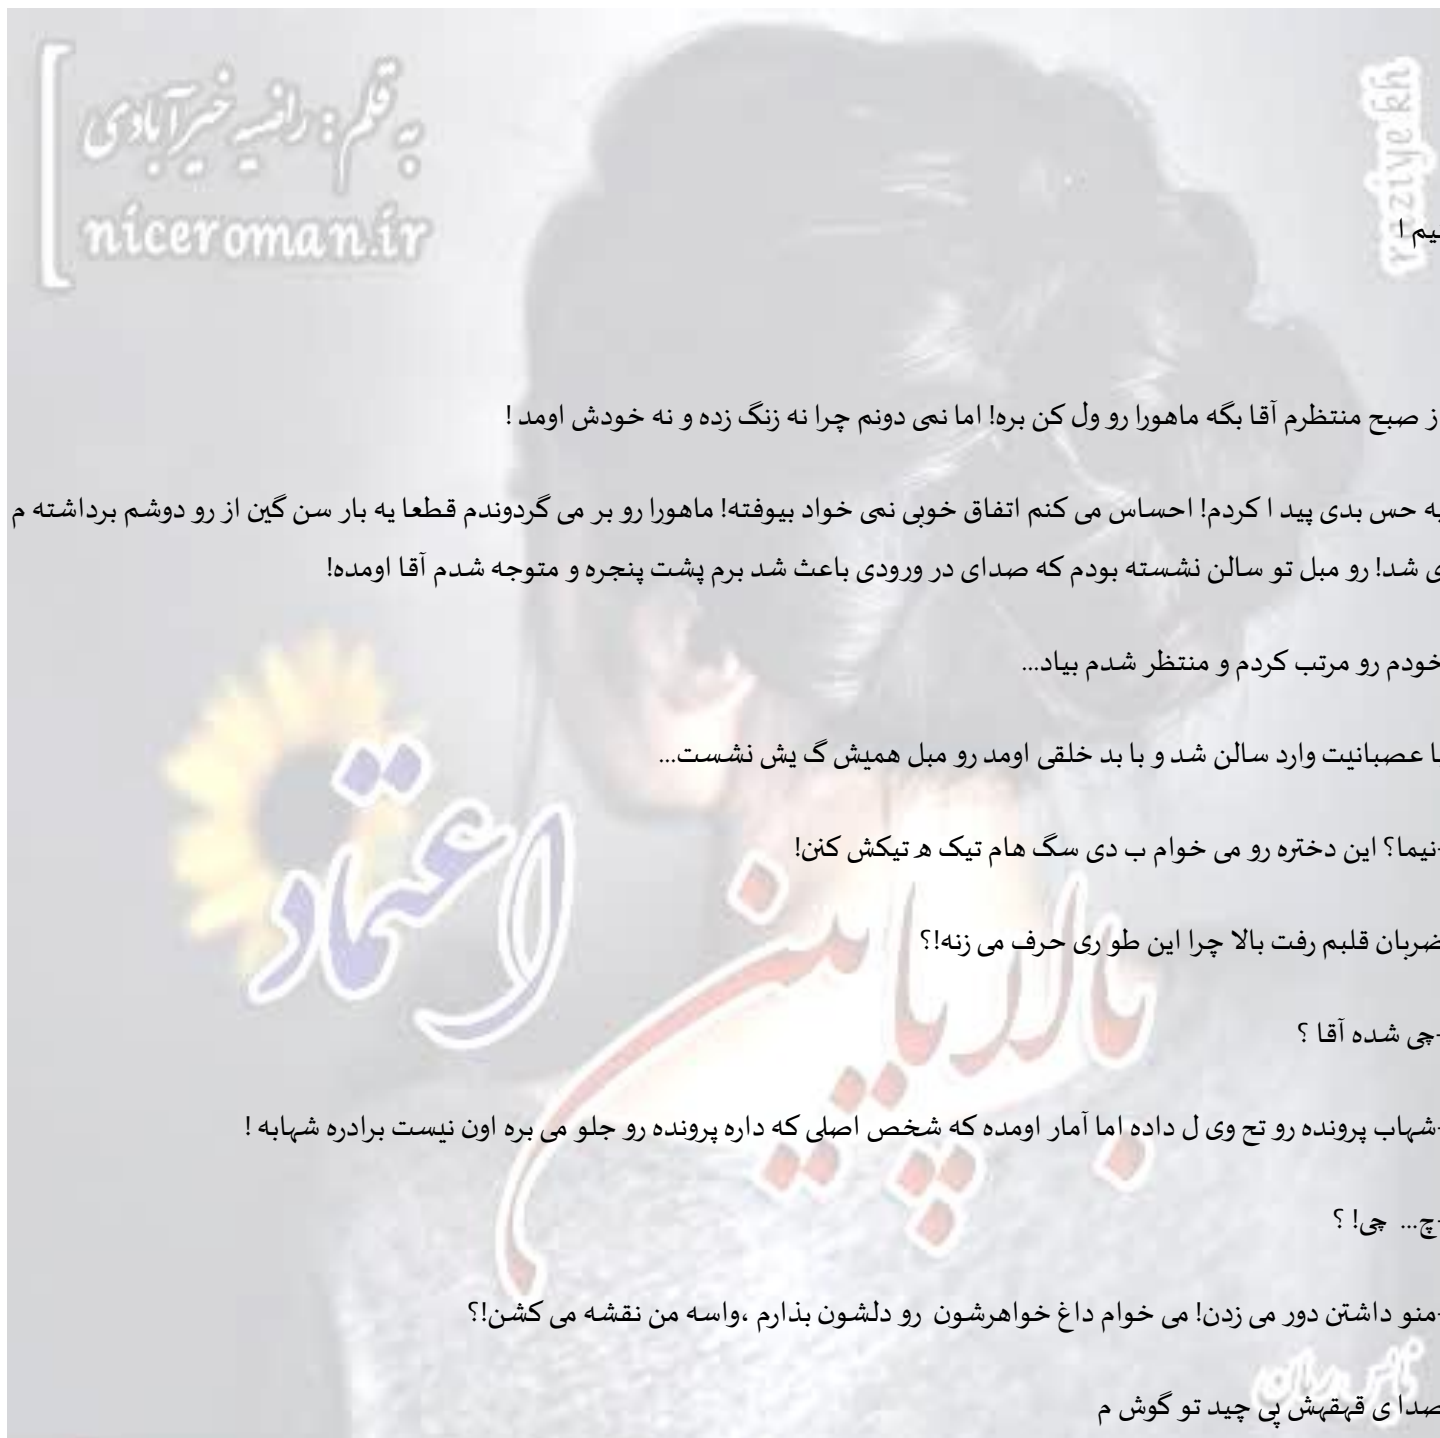 به قلم : راضیه خیرآبادی
niceroman.ir
raziye kh
یم ا
ز صبح منتظرم آقا بگه ماهورا رو ول کن بره! اما نمی دونم چرا نه زنگ زده و نه خودش اومد !
یه حس بدی پید ا کردم! احساس می کنم اتفاق خوبی نمی خواد بیوفته! ماهورا رو بر می گردوندم قطعا یه بار سن گین از رو دوشم برداشته م
ی شد! رو مبل تو سالن نشسته بودم که صدای در ورودی باعث شد برم پشت پنجره و متوجه شدم آقا اومده!
خودم رو مرتب کردم و منتظر شدم بیاد...
ا عصبانیت وارد سالن شد و با بد خلقی اومد رو مبل همیش گ یش نشست...
-نیما؟ این دختره رو می خوام ب دی سگ هام تیک ه تیکش کنن!
ضربان قلبم رفت بالا چرا این طو ری حرف می زنه!؟
-چی شده آقا ؟
-شهاب پرونده رو تح وی ل داده اما آمار اومده که شخص اصلی که داره پرونده رو جلو می بره اون نیست برادره شهابه !
-چ... چی! ؟
-منو داشتن دور می زدن! می خوام داغ خواهرشون رو دلشون بذارم ،واسه من نقشه می کشن!؟
صدا ی قهقهش پی چید تو گوش م
بالا پایین اعتماد